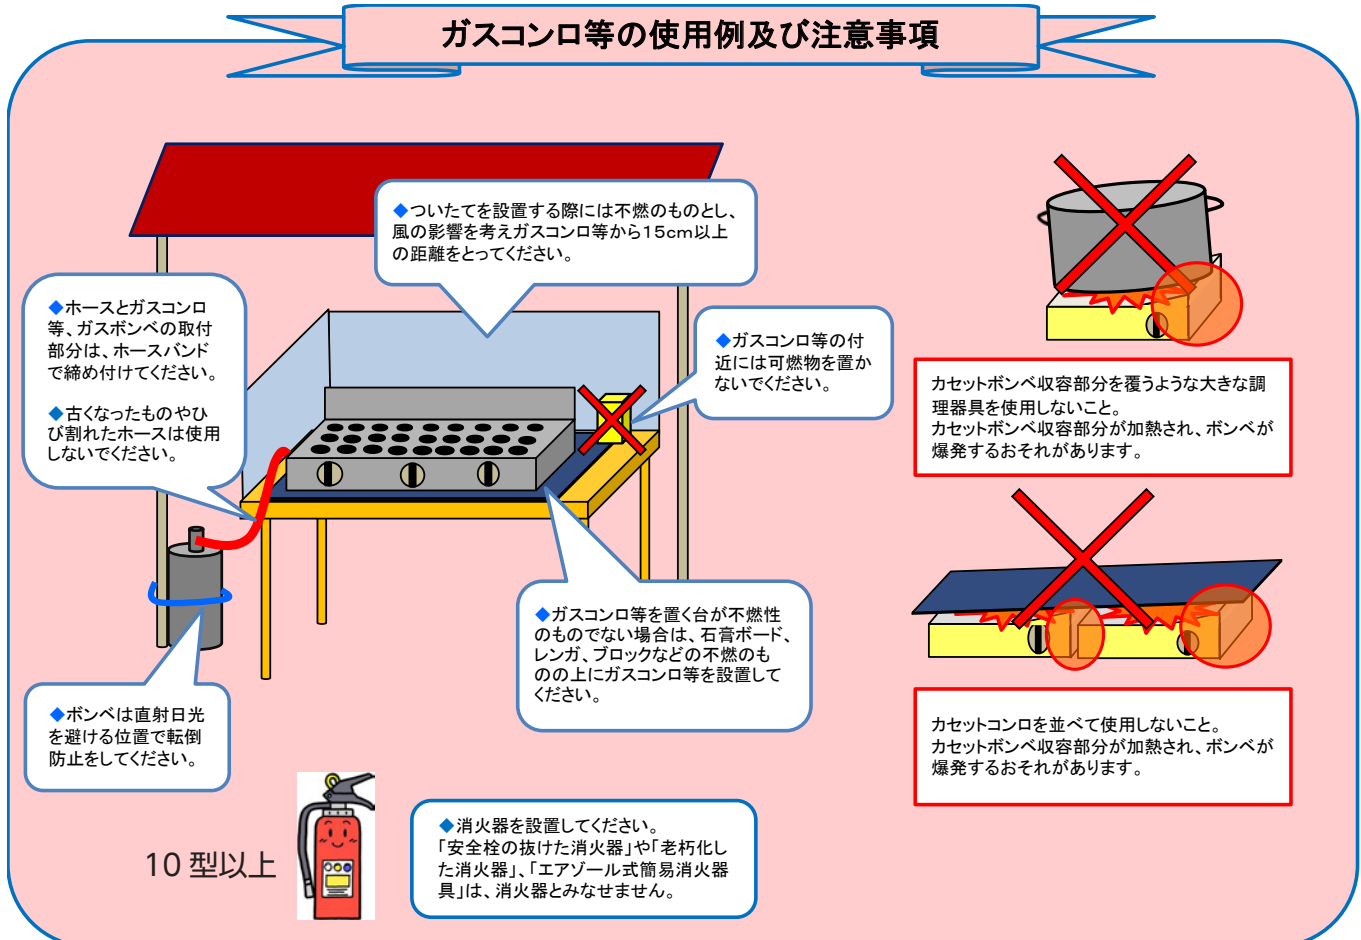 ガスコンロ等の使用例及び注意事項
◆ついたてを設置する際には不燃のものとし、
風の影響を考えガスコンロ等から15cm以上
の距離をとってください。
◆ホースとガスコンロ
等、ガスボンベの取付
部分は、ホースバンド
で締め付けてください。
◆古くなったものやひ
び割れたホースは使用
しないでください。
◆ガスコンロ等の付
近には可燃物を置か
ないでください。
◆ガスコンロ等を置く台が不燃性
のものでない場合は、石膏ボード、
レンガ、ブロックなどの不燃のも
のの上にガスコンロ等を設置して
ください。
◆ボンベは直射日光
を避ける位置で転倒
防止をしてください。
10型以上
◆消火器を設置してください。
「安全栓の抜けた消火器」や「老朽化し
た消火器」、「エアゾール式簡易消火器
具」は、消火器とみなせません。
カセットボンベ収容部分を覆うような大きな調
理器具を使用しないこと。
カセットボンベ収容部分が加熱され、ボンベが
爆発するおそれがあります。
カセットコンロを並べて使用しないこと。
カセットボンベ収容部分が加熱され、ボンベが
爆発するおそれがあります。